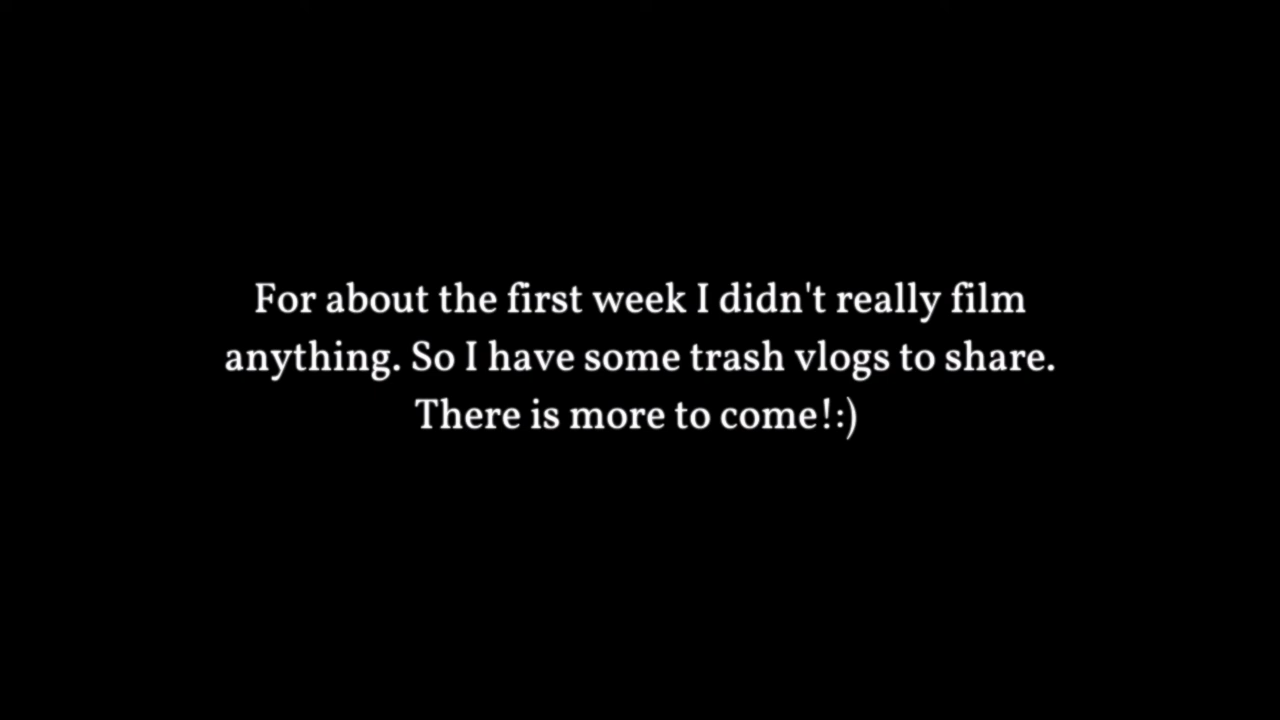 For about the first week I didn't really film
anything. So I have some trash vlogs to share.
There is more to come!:)